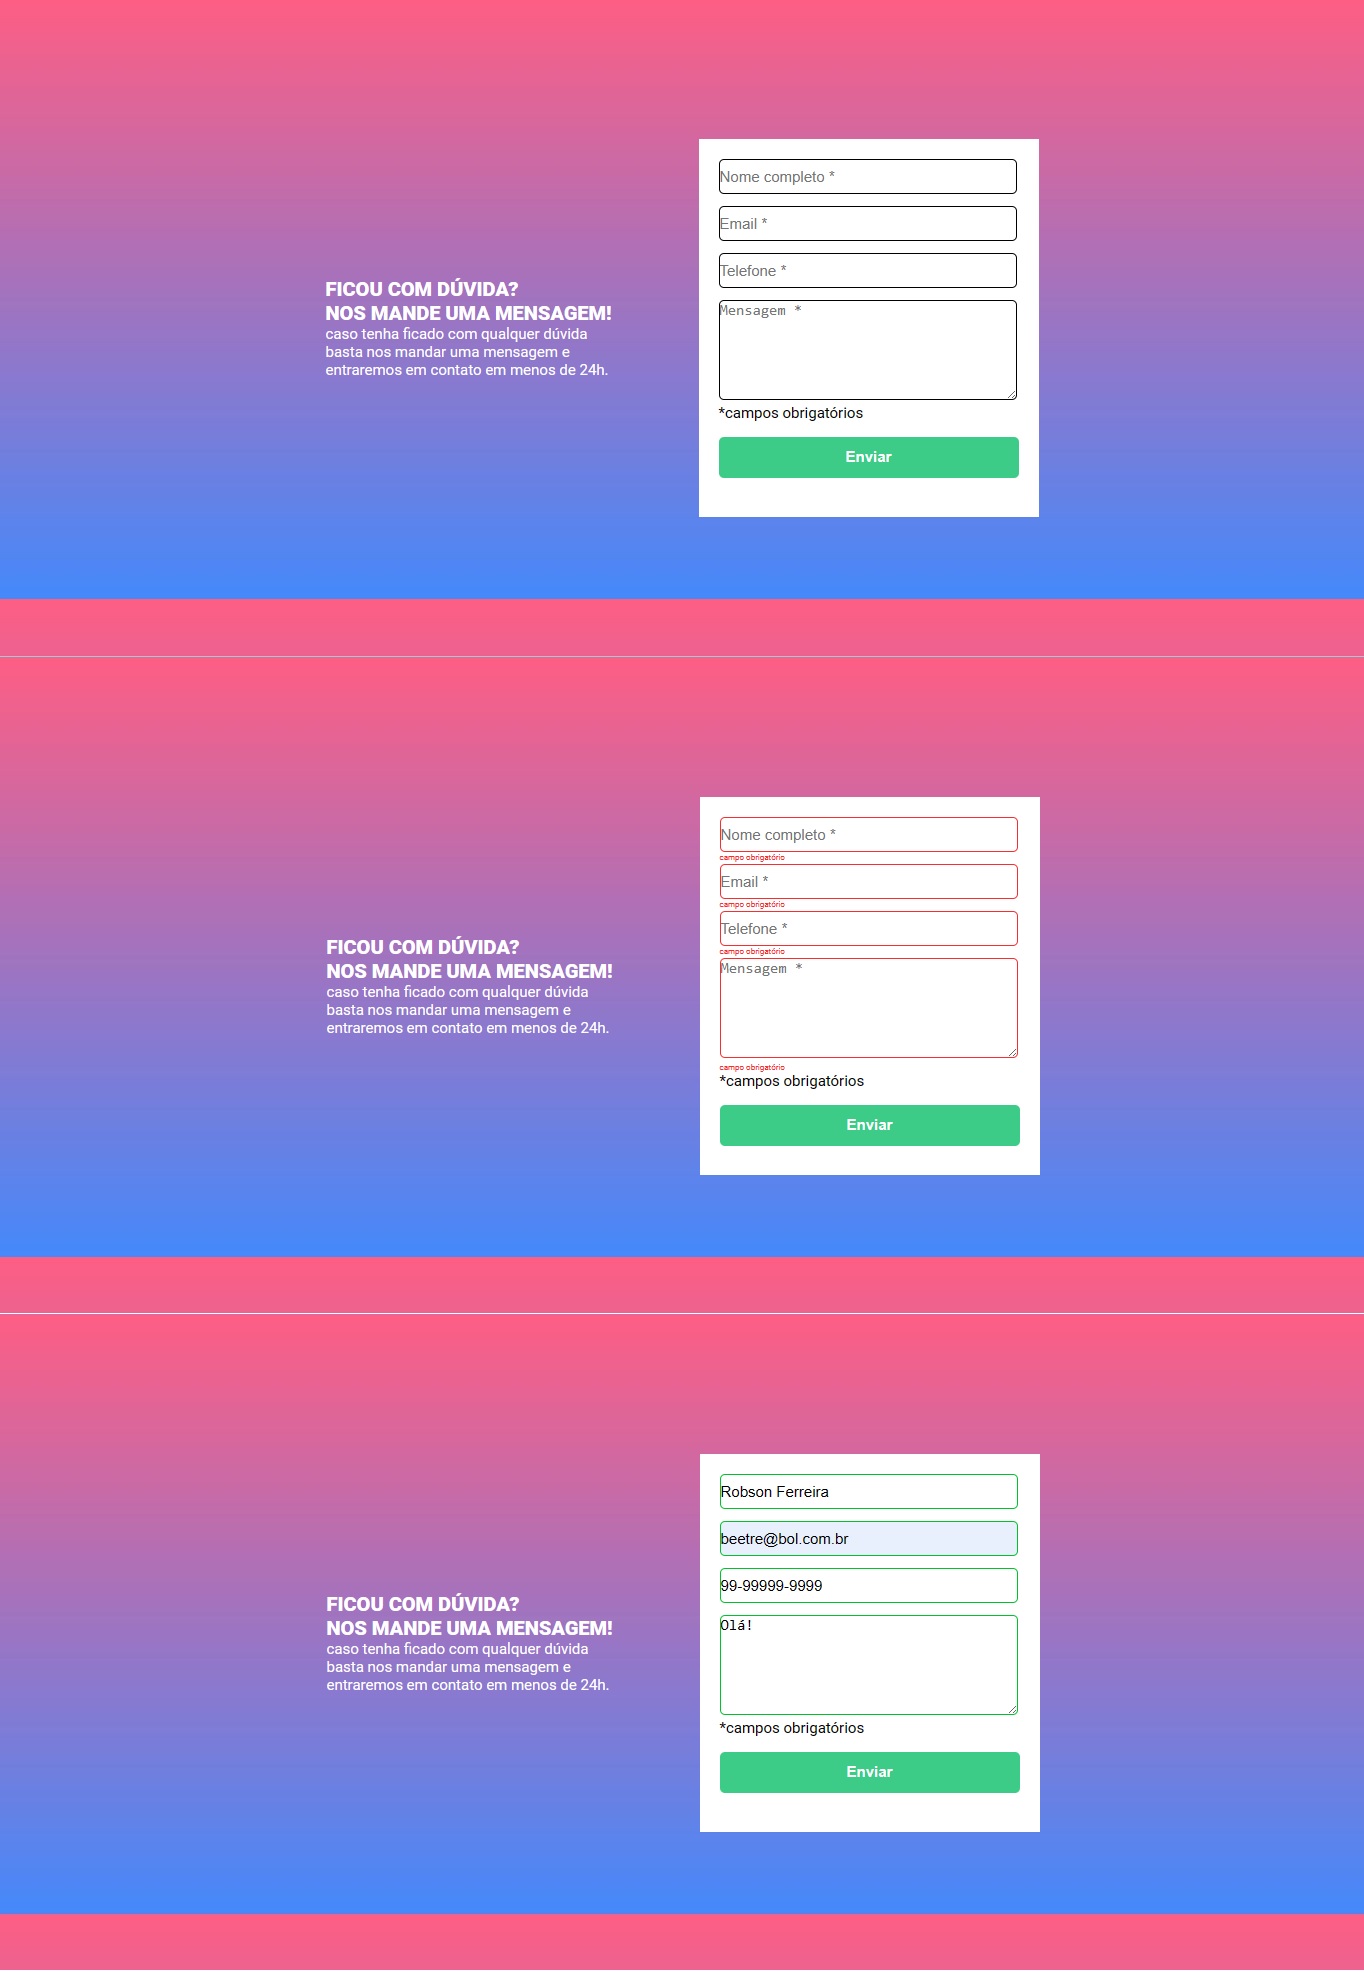 FICOU COM DÚVIDA?
NOS MANDE UMA MENSAGEM!
caso tenha ficado com qualquer dúvida
basta nos mandar uma mensagem e
entraremos em contato em menos de 24h.
Nome completo *
Email *
Telefone *
Mensagem *
*campos obrigatórios
Enviar
FICOU COM DÚVIDA?
NOS MANDE UMA MENSAGEM!
caso tenha ficado com qualquer dúvida
basta nos mandar uma mensagem e
entraremos em contato em menos de 24h.
Nome completo *
campo obrigatório
Email *
campo obrigatório
Telefone *
campo obrigatório
Mensagem *
campo obrigatório
*campos obrigatórios
Enviar
FICOU COM DÚVIDA?
NOS MANDE UMA MENSAGEM!
caso tenha ficado com qualquer dúvida
basta nos mandar uma mensagem e
entraremos em contato em menos de 24h.
Robson Ferreira
beetre@bol.com.br
99-99999-9999
Olá!
*campos obrigatórios
Enviar